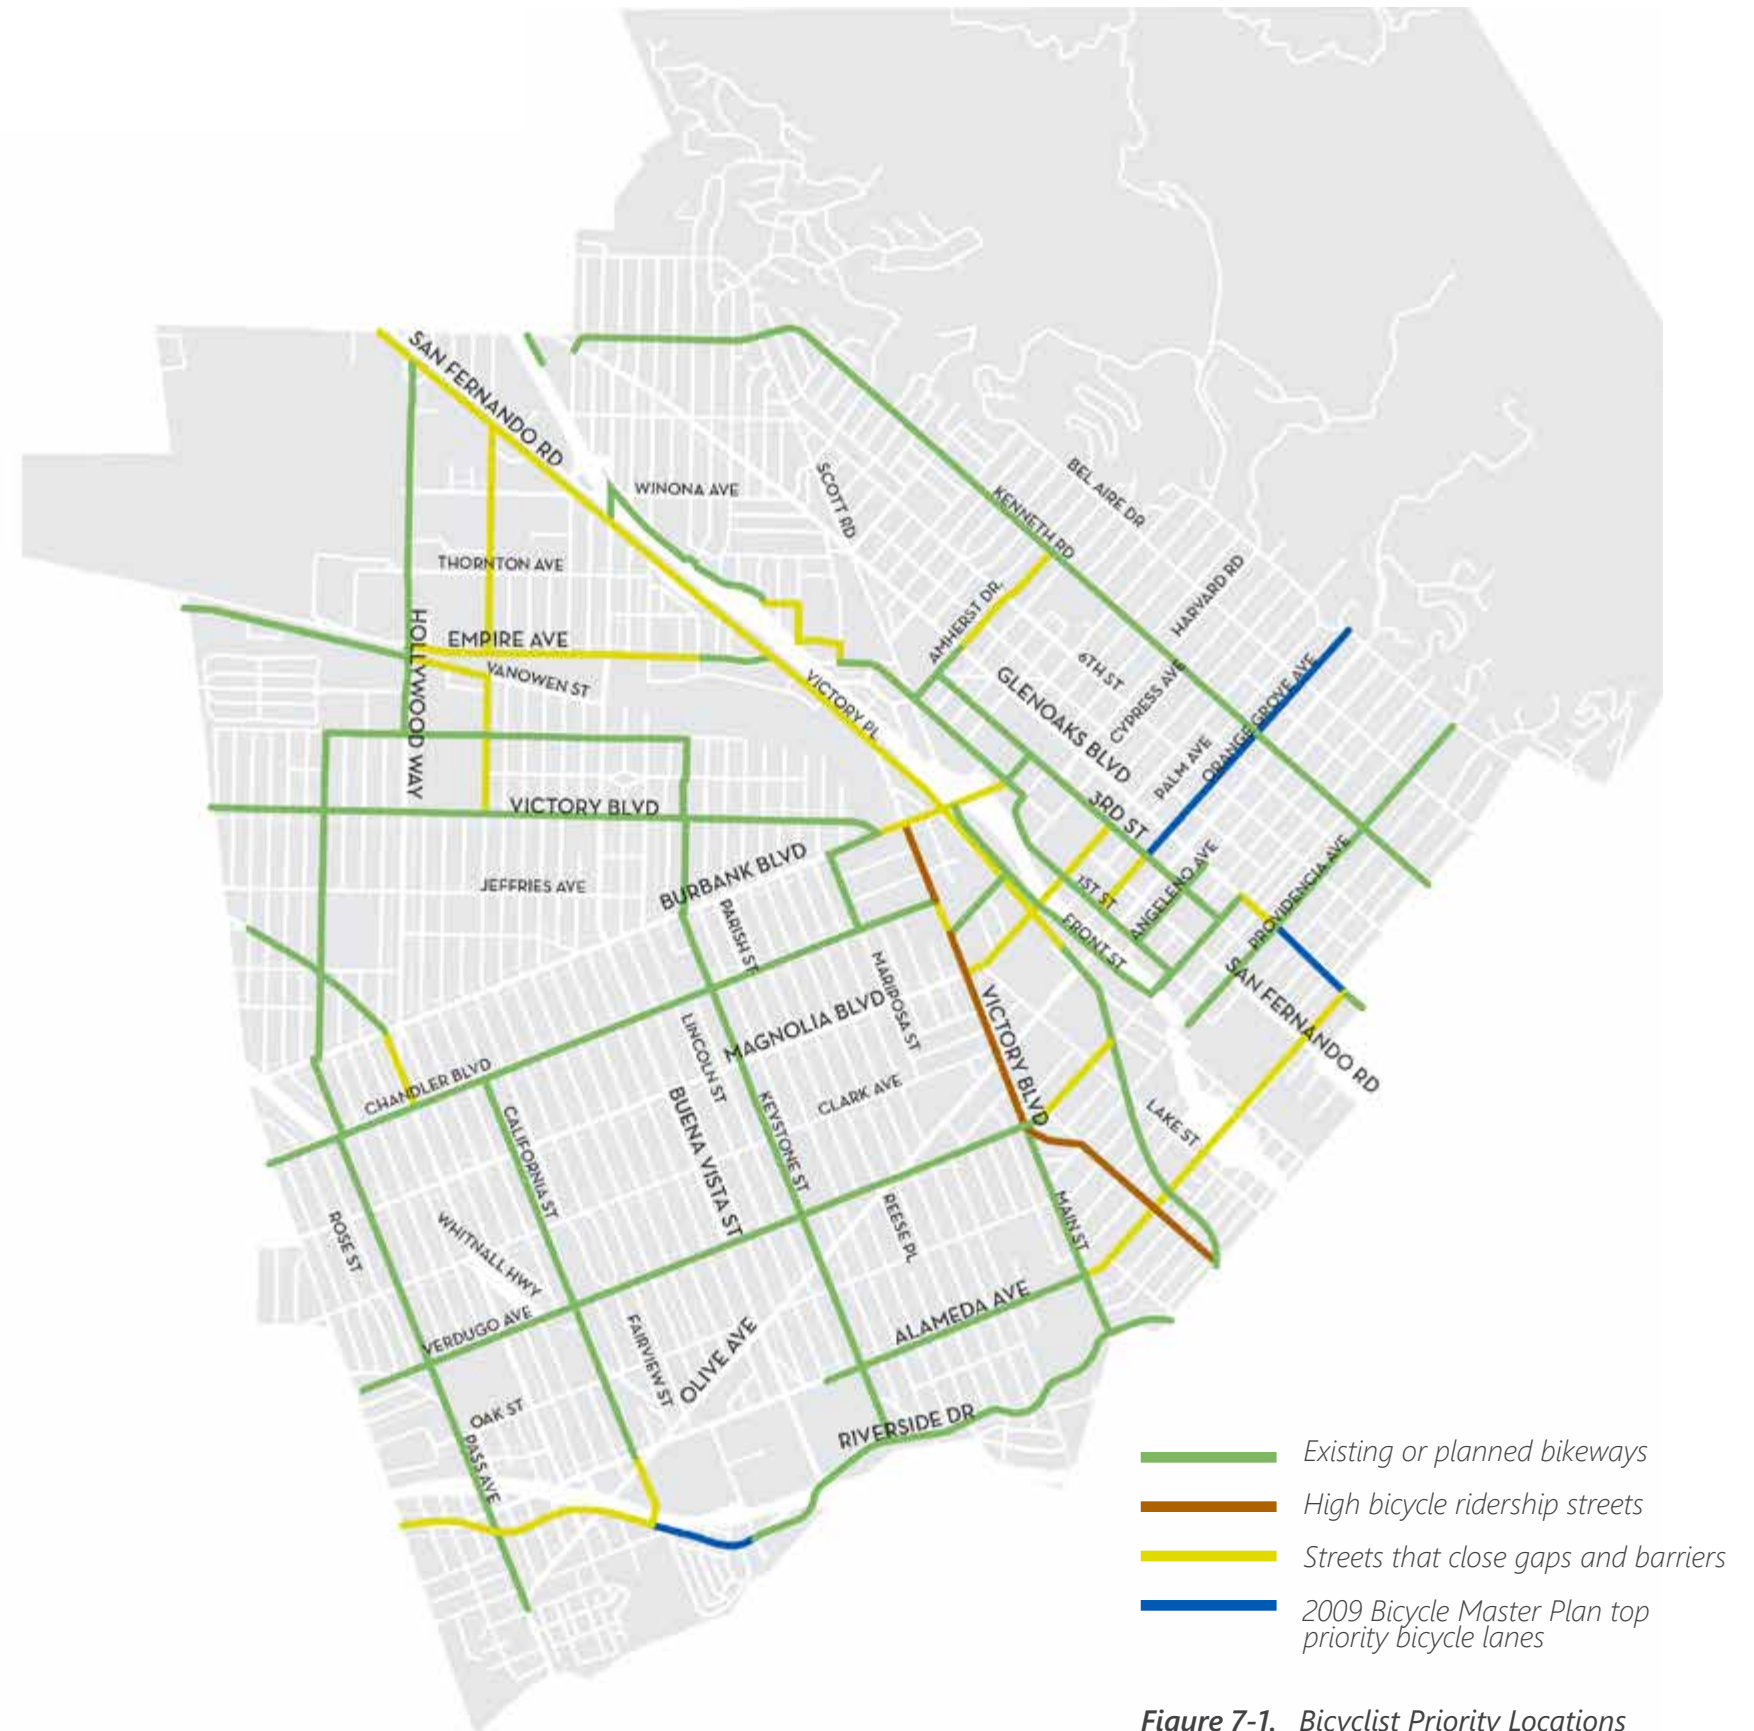 SAN FERNANDO RD
WINONA AVE
SCOTT RD
BEL AIRE DR
KENNETH RD
THORNTON AVE
HARVARD RD
AMHERST DR.
HOLLYWOOD WAY
EMPIRE AVE
VANOWEN ST
6TH ST
CYPRESS AVE
GLENOAKS BLVD
ORANGE GROVE AVE
VICTORY PL
PALM AVE
3RD ST
VICTORY BLVD
JEFFRIES AVE
BURBANK BLVD
1ST ST
ANGELENO AVE
PROVIDENCIA AVE
PARISH ST
FRONT ST
MARIPOSA ST
SAN FERNANDO RD
MAGNOLIA BLVD
LINCOLN ST
VICTORY BLVD
CHANDLER BLVD
CLARK AVE
BUENA VISTA ST
KEYSTONE ST
CALIFORNIA ST
LAKE ST
ROSE ST
WHITNALL HWY
REESE PL
MAIN ST
VERDUGO AVE
ALAMEDA AVE
FAIRVIEW ST
OLIVE AVE
OAK ST
PASS AVE
RIVERSIDE DR
Existing or planned bikeways
High bicycle ridership streets
Streets that close gaps and barriers
2009 Bicycle Master Plan top
priority bicycle lanes
Figure 7-1. Bicyclist Priority Locations